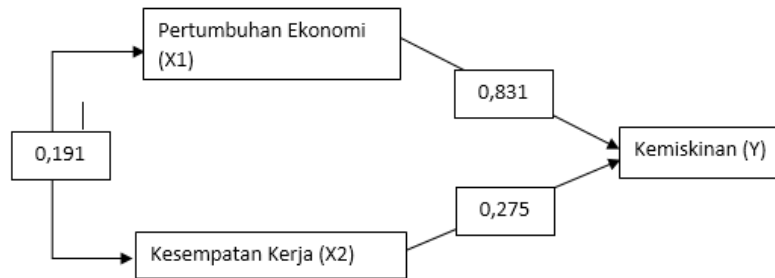 Pertumbuhan Ekonomi
(X1)
0,831
0,191
Kemiskinan (Y)
0,275
Kesempatan Kerja (X2)